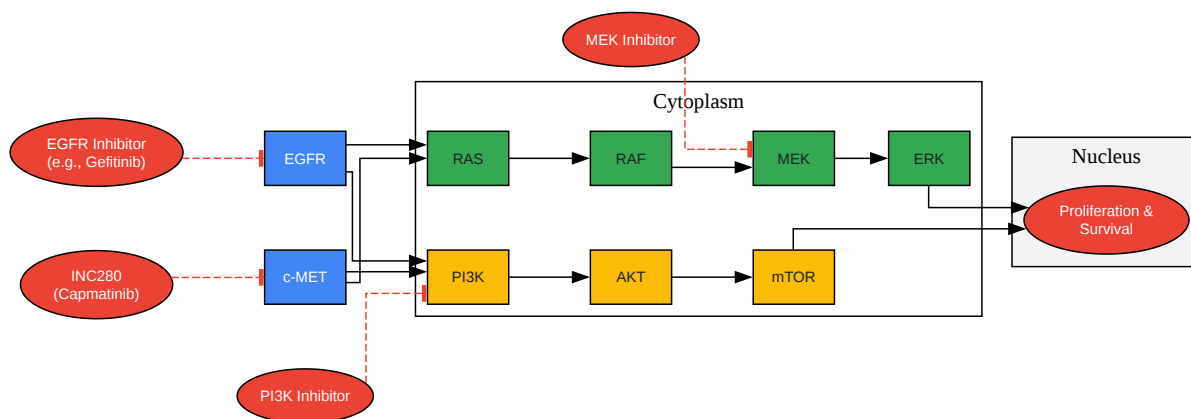 MEK Inhibitor
Cytoplasm
EGFR Inhibitor
(e.g., Gefitinib)
EGFR
RAS
RAF
MEK
ERK
Nucleus
Proliferation &
Survival
INC280
(Capmatinib)
c-MET
PI3K
AKT
mTOR
PI3K Inhibitor